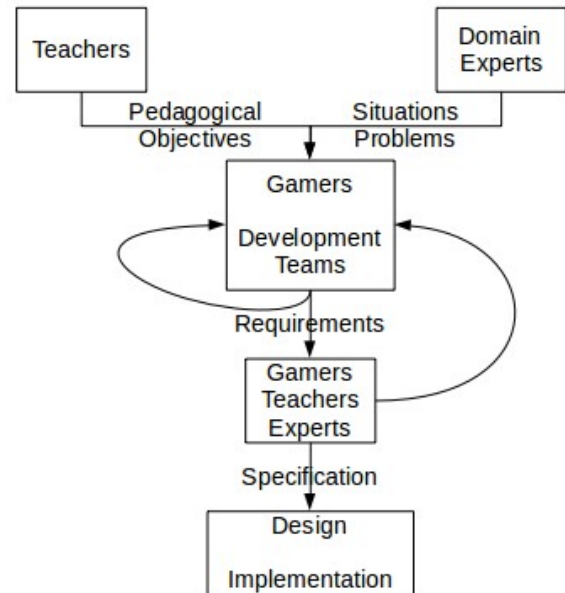 Teachers
Domain
Experts
Pedagogical
Objectives
Situations
Problems
Gamers
Development
Teams
Requirements
Gamers
Teachers
Experts
Specification
Design
Implementation